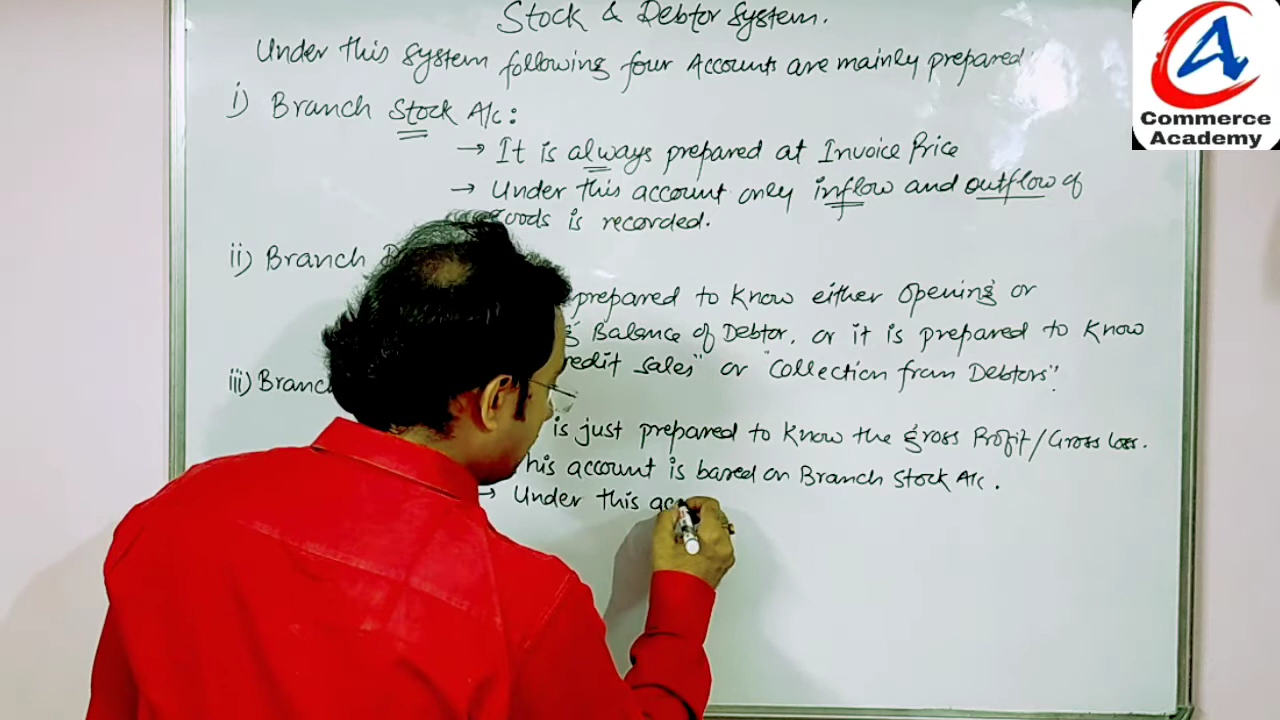 Stock & Debtor System.
Under this system following four Accounts are mainly prepared
i) Branch Stock A/c:
→ It is always prepared at Invoice Price
→ Under this account only inflow and outflow of
goods is recorded.
ii) Branch
prepared to know either Opening or
Balance of Debtor, or it is prepared to know
redit Sales" or "Collection from Debtors".
iii) Branch
is just prepared to know the Gross Profit/Gross Loss.
his account is based on Branch Stock A/c.
→ Under this ac
CA
Commerce
Academy